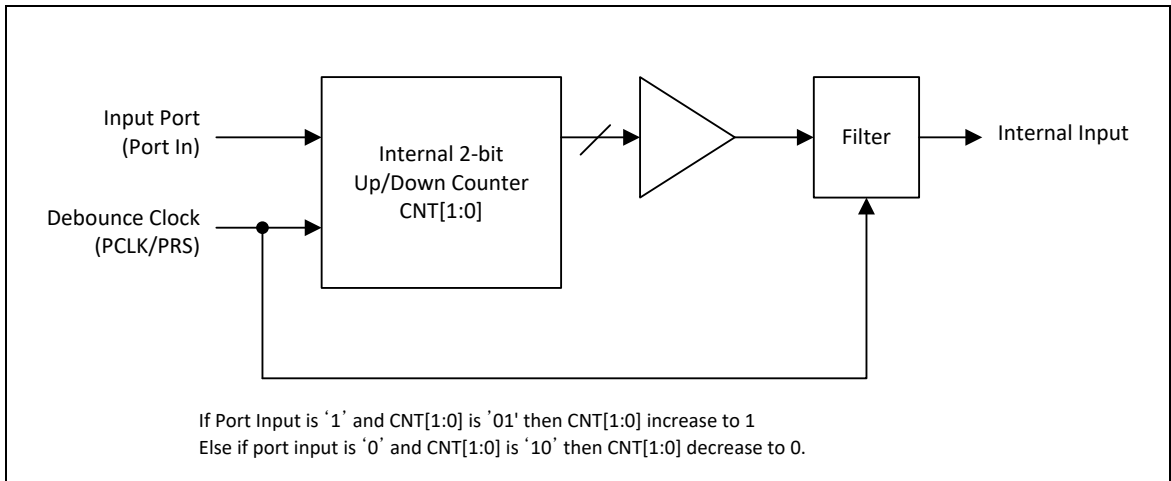 Input Port
(Port In)
Debounce Clock
(PCLK/PRS)
Internal 2-bit
Up/Down Counter
CNT[1:0]
Filter
Internal Input
If Port Input is ‘1’ and CNT[1:0] is ’01' then CNT[1:0] increase to 1
Else if port input is ‘0’ and CNT[1:0] is ‘10’ then CNT[1:0] decrease to 0.